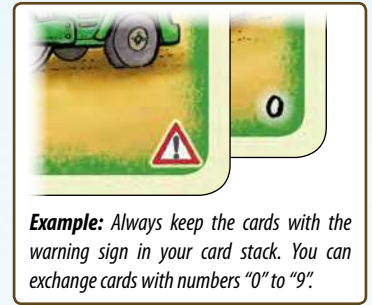 0
Example: Always keep the cards with the
warning sign in your card stack. You can
exchange cards with numbers “0” to “9”.